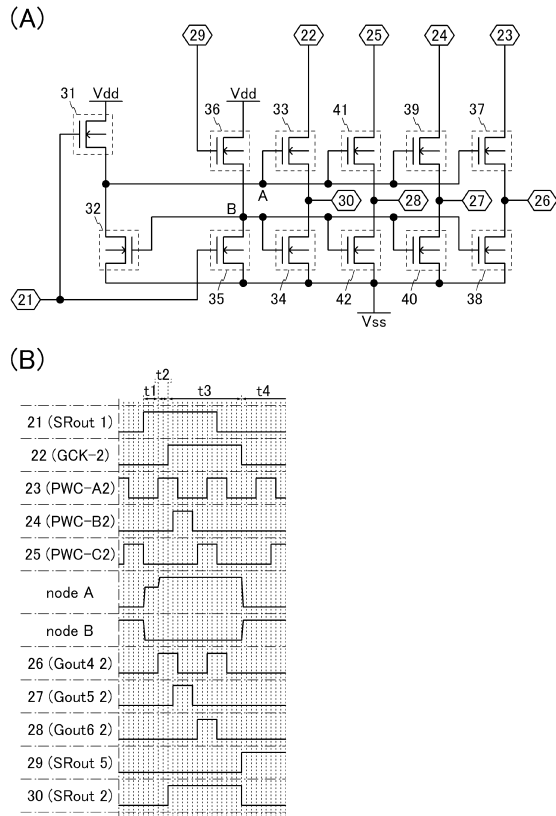 (A)
29 22 25 24 23
31 Vdd Vdd
36 33 41 39 37
A
32 B 30 28 27 26
21
35 34 42 40 38
Vss
(B)
t2
t1 t3 t4
21 (SRout 1)
22 (GCK-2)
23 (PWC-A2)
24 (PWC-B2)
25 (PWC-C2)
node A
node B
26 (Gout4 2)
27 (Gout5 2)
28 (Gout6 2)
29 (SRout 5)
30 (SRout 2)